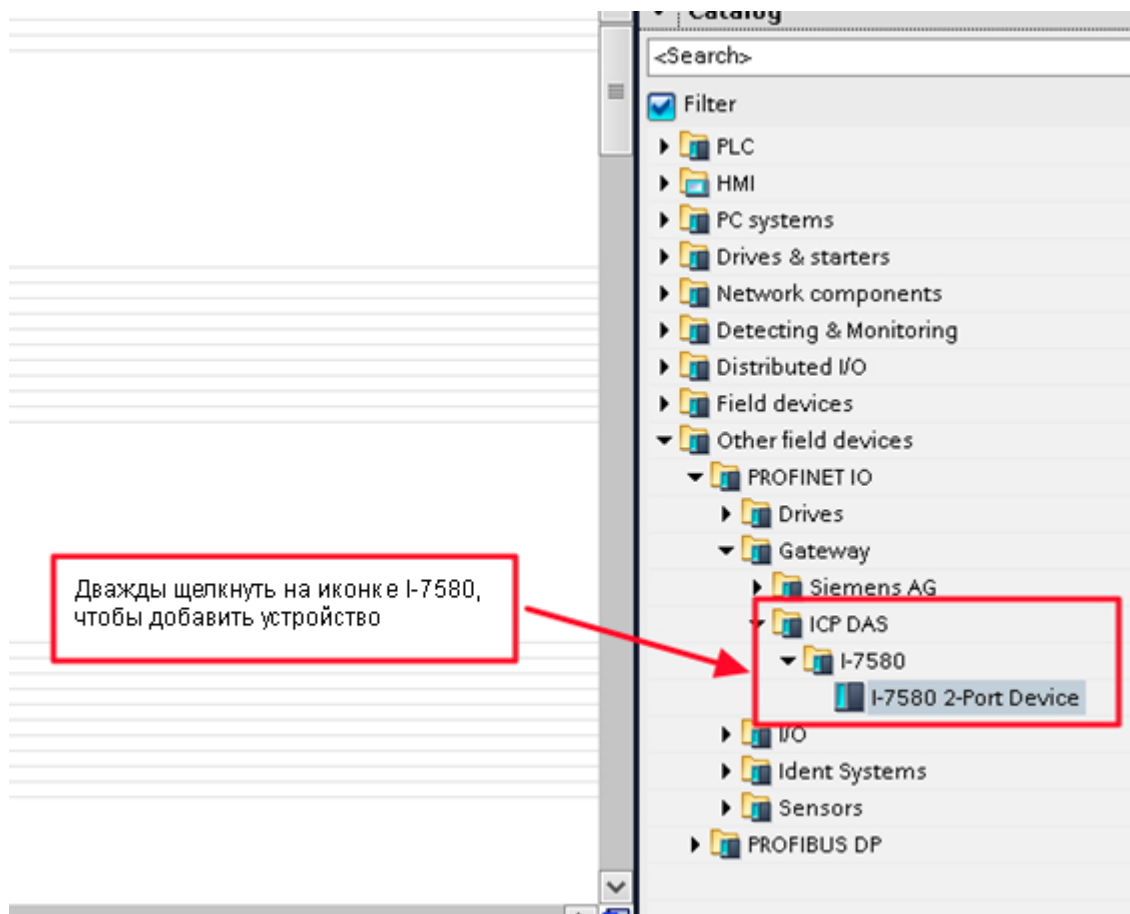 Catalog
<Search>
Filter
PLC
HMI
PC systems
Drives & starters
Network components
Detecting & Monitoring
Distributed I/O
Field devices
Other field devices
PROFINET IO
Drives
Gateway
Siemens AG
ICP DAS
I-7580
I-7580 2-Port Device
I/O
Ident Systems
Sensors
PROFIBUS DP
Дважды щелкнуть на иконке I-7580,
чтобы добавить устройство